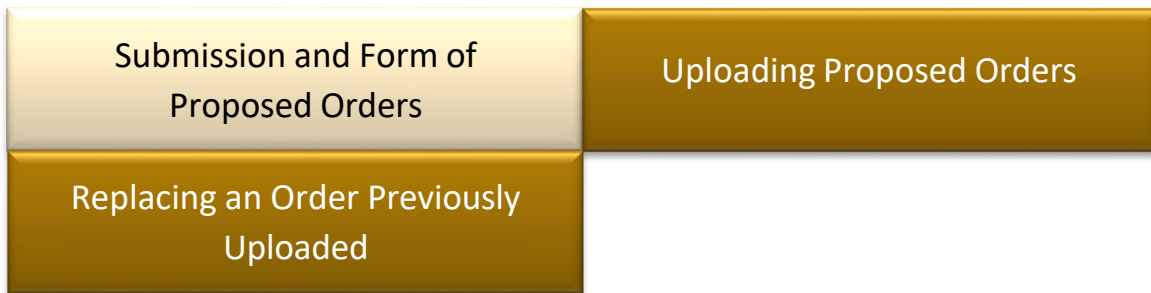 Submission and Form of
Proposed Orders
Uploading Proposed Orders
Replacing an Order Previously
Uploaded